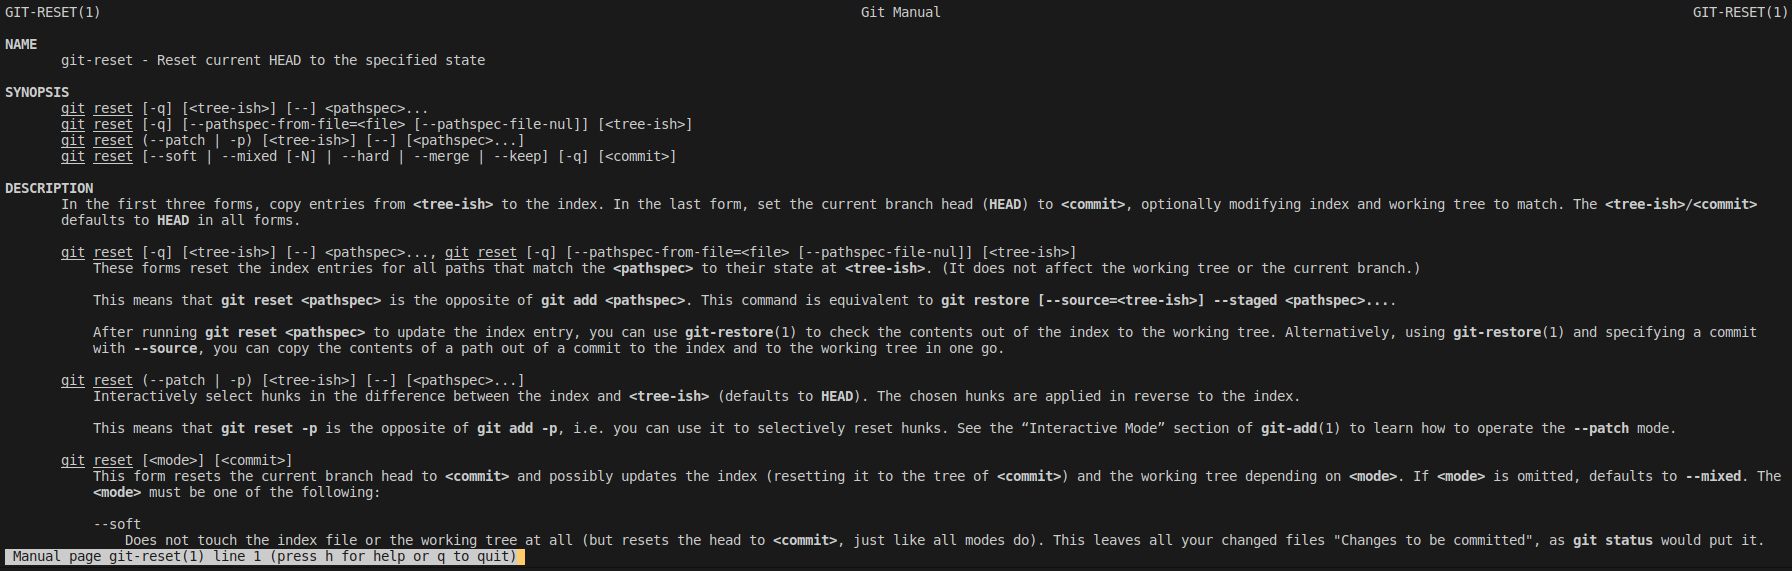 GIT-RESET(1) Git Manual GIT-RESET(1)
NAME
git-reset - Reset current HEAD to the specified state
SYNOPSIS
git reset [-q] [<tree-ish>] [--] <pathspec>...
git reset [-q] [--pathspec-from-file=<file> [--pathspec-file-nul]] [<tree-ish>]
git reset (--patch | -p) [<tree-ish>] [--] [<pathspec>...]
git reset [--soft | --mixed [-N] | --hard | --merge | --keep] [-q] [<commit>]
DESCRIPTION
In the first three forms, copy entries from <tree-ish> to the index. In the last form, set the current branch head (HEAD) to <commit>, optionally modifying index and working tree to match. The <tree-ish>/<commit>
defaults to HEAD in all forms.
git reset [-q] [<tree-ish>] [--] <pathspec>..., git reset [-q] [--pathspec-from-file=<file> [--pathspec-file-nul]] [<tree-ish>]
These forms reset the index entries for all paths that match the <pathspec> to their state at <tree-ish>. (It does not affect the working tree or the current branch.)
This means that git reset <pathspec> is the opposite of git add <pathspec>. This command is equivalent to git restore [--source=<tree-ish>] --staged <pathspec>....
After running git reset <pathspec> to update the index entry, you can use git-restore(1) to check the contents out of the index to the working tree. Alternatively, using git-restore(1) and specifying a commit
with --source, you can copy the contents of a path out of a commit to the index and to the working tree in one go.
git reset (--patch | -p) [<tree-ish>] [--] [<pathspec>...]
Interactively select hunks in the difference between the index and <tree-ish> (defaults to HEAD). The chosen hunks are applied in reverse to the index.
This means that git reset -p is the opposite of git add -p, i.e. you can use it to selectively reset hunks. See the “Interactive Mode” section of git-add(1) to learn how to operate the --patch mode.
git reset [<mode>] [<commit>]
This form resets the current branch head to <commit> and possibly updates the index (resetting it to the tree of <commit>) and the working tree depending on <mode>. If <mode> is omitted, defaults to --mixed. The
<mode> must be one of the following:
--soft
Does not touch the index file or the working tree at all (but resets the head to <commit>, just like all modes do). This leaves all your changed files "Changes to be committed", as git status would put it.
Manual page git-reset(1) line 1 (press h for help or q to quit)